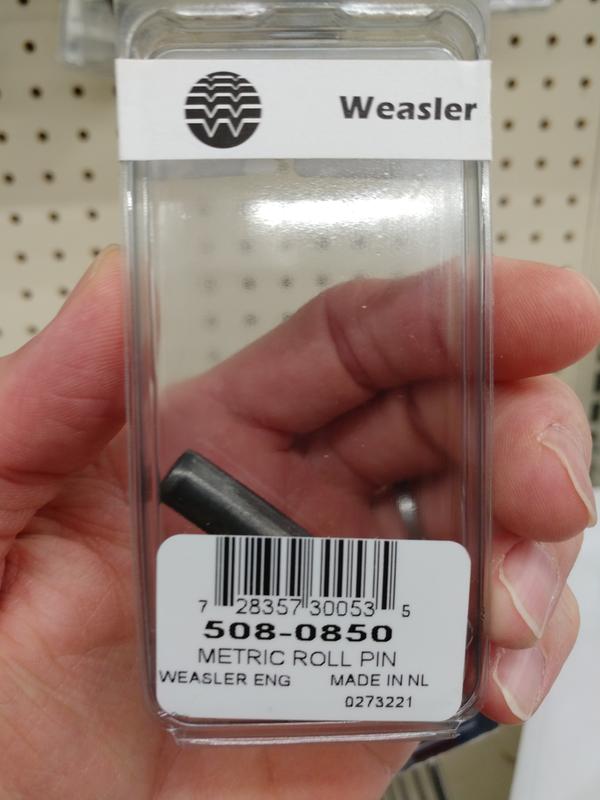 Weasler
7 28357 30053 5
508-0850
METRIC ROLL PIN
WEASLER ENG MADE IN NL
0273221